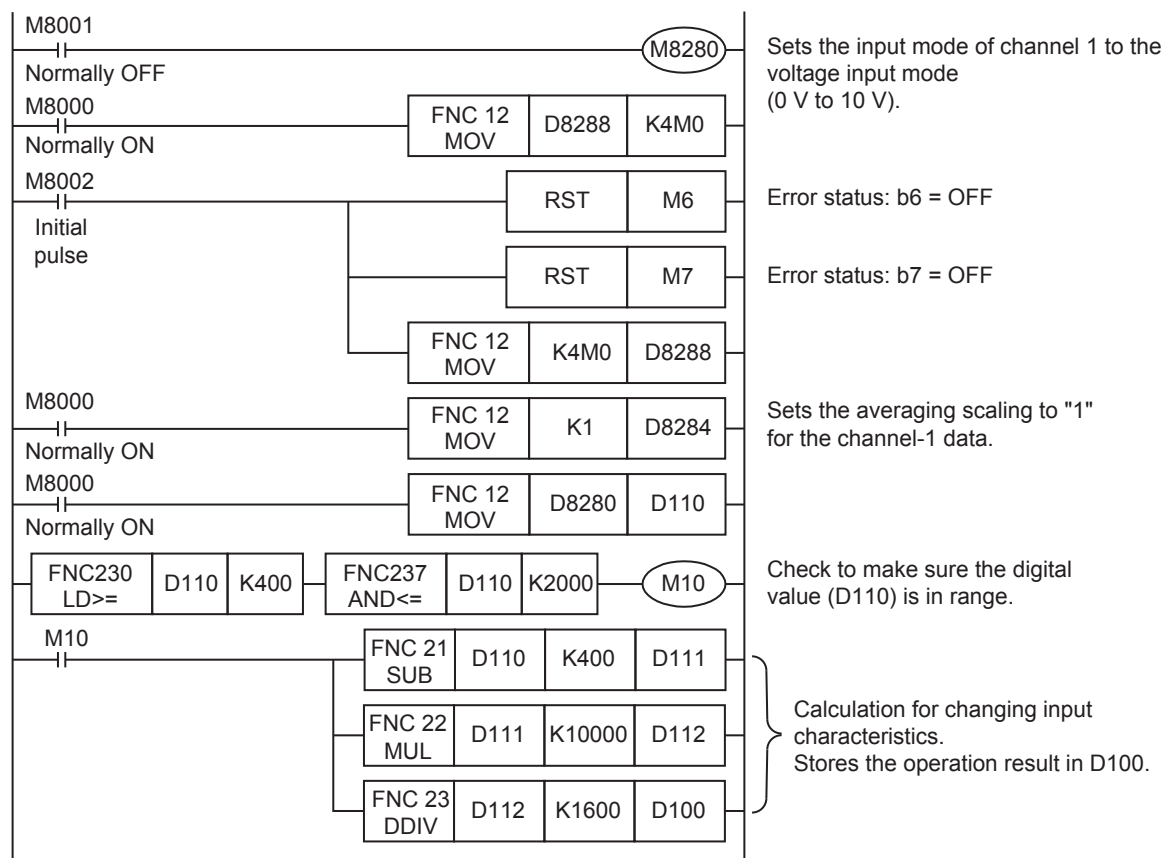 M8001
M8280
Normally OFF
Sets the input mode of channel 1 to the
voltage input mode
(0 V to 10 V).
M8000
FNC 12
MOV
D8288
K4M0
Normally ON
M8002
RST
M6
Error status: b6 = OFF
Initial
pulse
RST
M7
Error status: b7 = OFF
FNC 12
MOV
K4M0
D8288
M8000
FNC 12
MOV
K1
D8284
Normally ON
Sets the averaging scaling to "1"
for the channel-1 data.
M8000
FNC 12
MOV
D8280
D110
Normally ON
FNC230
LD>=
D110
K400
FNC237
AND<=
D110
K2000
M10
Check to make sure the digital
value (D110) is in range.
M10
FNC 21
SUB
D110
K400
D111
FNC 22
MUL
D111
K10000
D112
FNC 23
DDIV
D112
K1600
D100
Calculation for changing input
characteristics.
Stores the operation result in D100.